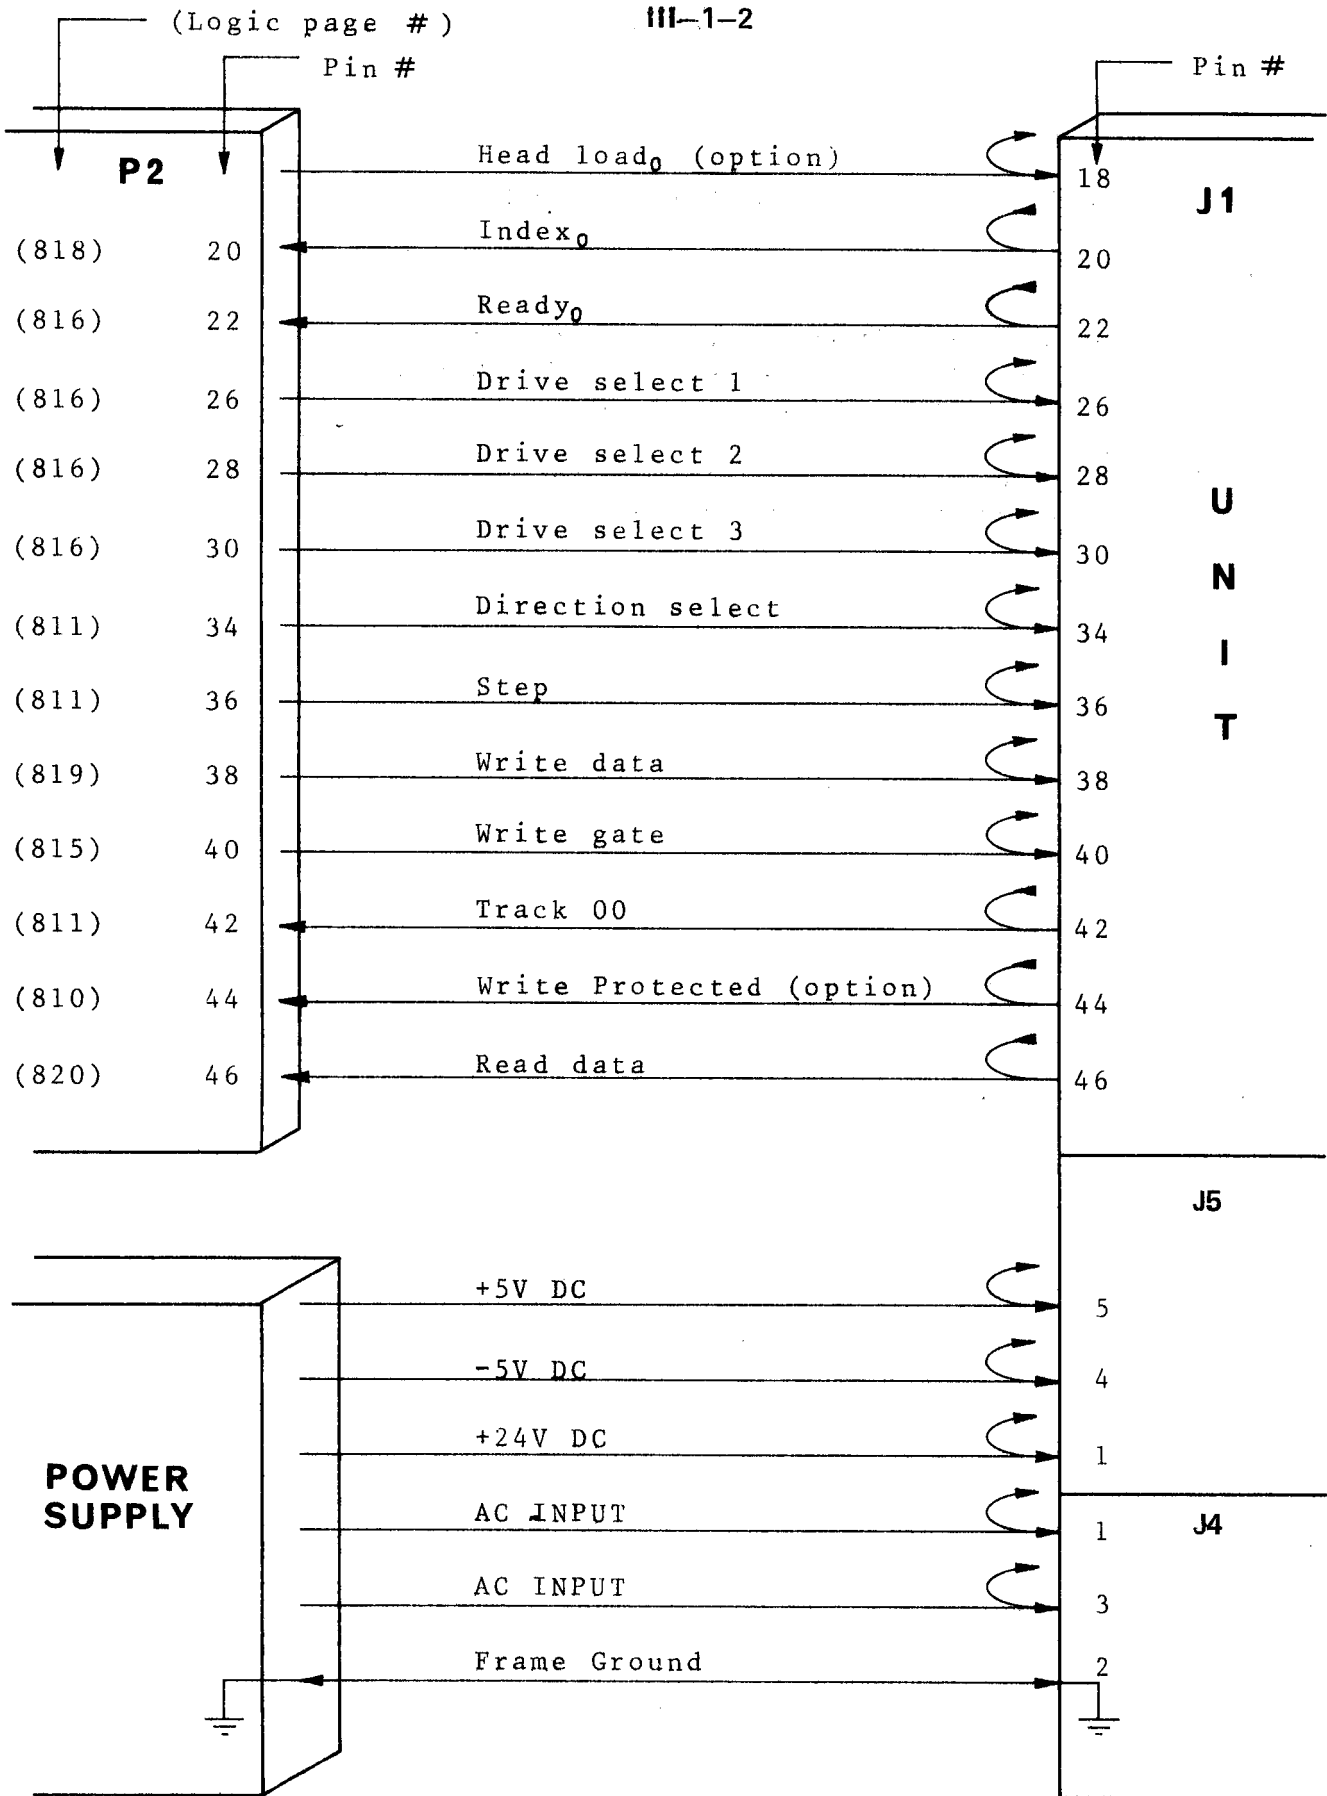 (Logic page #)
III-1-2
Pin #
Pin #
P2
Head load0 (option)
18
J1
(818) 20 Index0 20
(816) 22 Ready0 22
(816) 26 Drive select 1 26
(816) 28 Drive select 2 28
(816) 30 Drive select 3 30
(811) 34 Direction select 34
(811) 36 Step 36
(819) 38 Write data 38
(815) 40 Write gate 40
(811) 42 Track 00 42
(810) 44 Write Protected (option) 44
(820) 46 Read data 46
UNIT
J5
+5V DC 5
-5V DC 4
+24V DC 1
POWER
SUPPLY
J4
AC INPUT 1
AC INPUT 3
Frame Ground 2